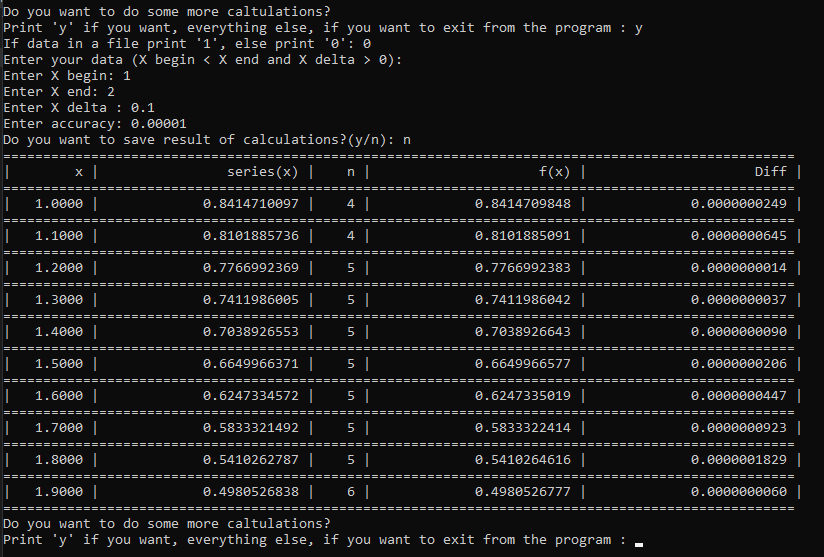 Do you want to do some more caltulations?
Print 'y' if you want, everything else, if you want to exit from the program : y
If data in a file print '1', else print '0': 0
Enter your data (X begin < X end and X delta > 0):
Enter X begin: 1
Enter X end: 2
Enter X delta : 0.1
Enter accuracy: 0.00001
Do you want to save result of calculations?(y/n): n
===================================================================================================
| x | series(x) | n | f(x) | Diff |
===================================================================================================
| 1.0000 | 0.8414710097 | 4 | 0.8414709848 | 0.0000000249 |
===================================================================================================
| 1.1000 | 0.8101885736 | 4 | 0.8101885091 | 0.0000000645 |
===================================================================================================
| 1.2000 | 0.7766992369 | 5 | 0.7766992383 | 0.0000000014 |
===================================================================================================
| 1.3000 | 0.7411986005 | 5 | 0.7411986042 | 0.0000000037 |
===================================================================================================
| 1.4000 | 0.7038926553 | 5 | 0.7038926643 | 0.0000000090 |
===================================================================================================
| 1.5000 | 0.6649966371 | 5 | 0.6649966577 | 0.0000000206 |
===================================================================================================
| 1.6000 | 0.6247334572 | 5 | 0.6247335019 | 0.0000000447 |
===================================================================================================
| 1.7000 | 0.5833321492 | 5 | 0.5833322414 | 0.0000000923 |
===================================================================================================
| 1.8000 | 0.5410262787 | 5 | 0.5410264616 | 0.0000001829 |
===================================================================================================
| 1.9000 | 0.4980526838 | 6 | 0.4980526777 | 0.0000000060 |
===================================================================================================
Do you want to do some more caltulations?
Print 'y' if you want, everything else, if you want to exit from the program :